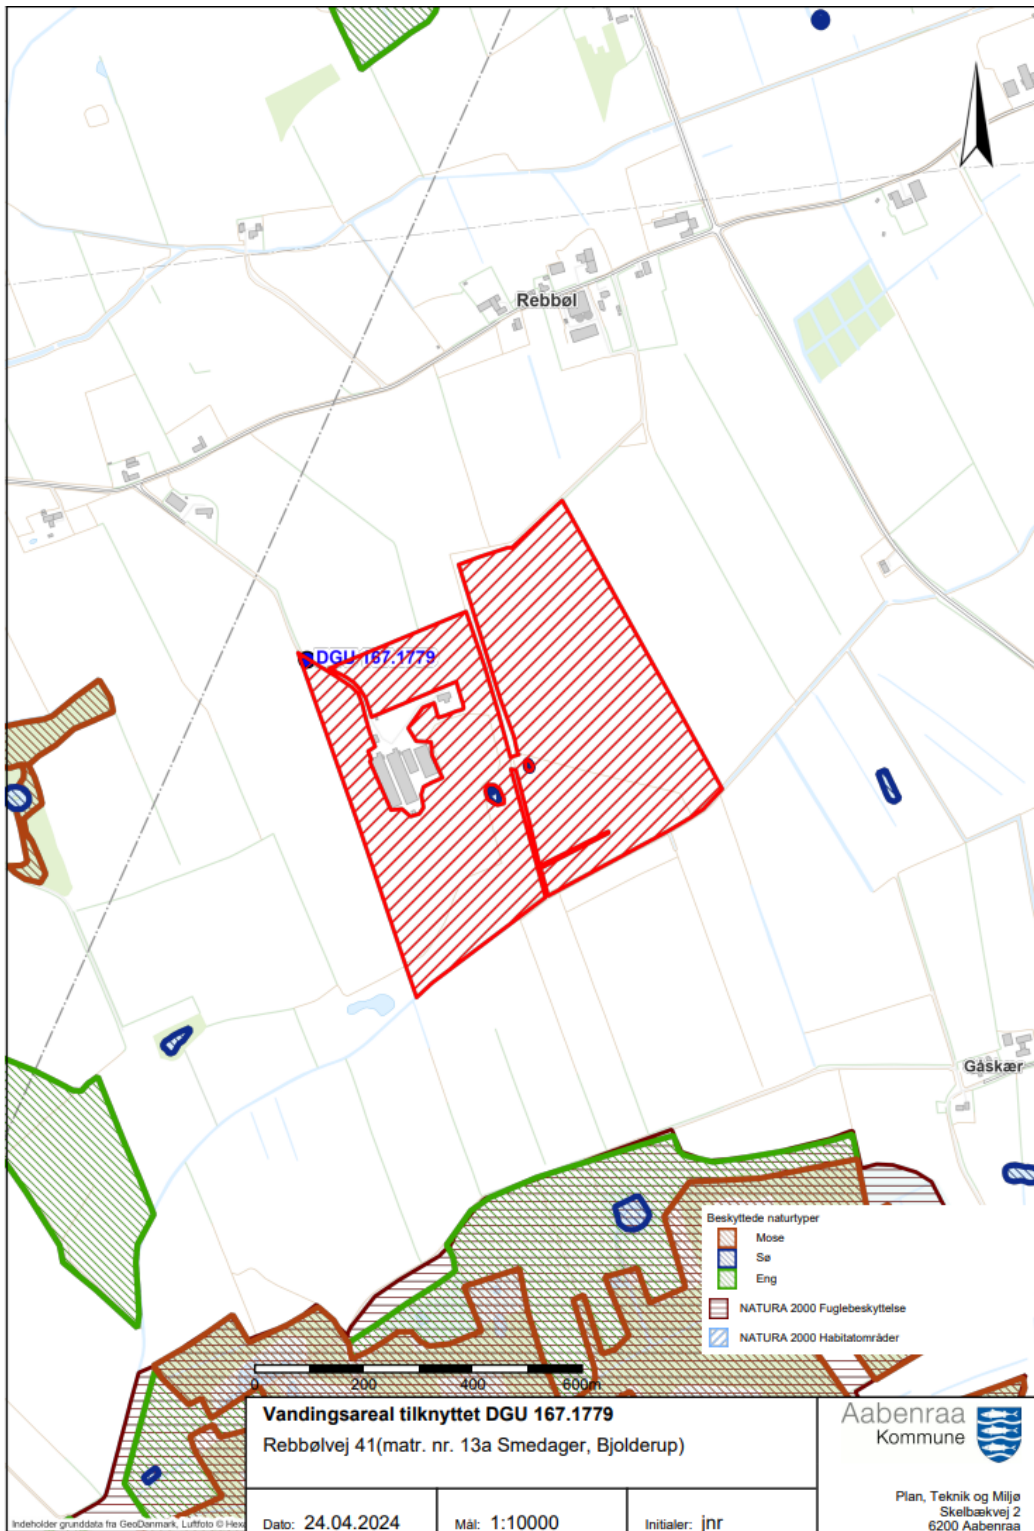 Rebbøl
DGU 167.1779
Gåskær
Beskyttede naturtyper
Mose
Sø
Eng
NATURA 2000 Fuglebeskyttelse
NATURA 2000 Habitatområder
0 200 400 600m
Vandingsareal tilknyttet DGU 167.1779
Rebbølvej 41(matr. nr. 13a Smedager, Bjolderup)
Aabenraa
Kommune
Plan, Teknik og Miljø
Skelbækvej 2
6200 Aabenraa
Indeholder grunddata fra GeoDanmark, Luftfoto ©
Dato: 24.04.2024
Mål: 1:10000
Initialer: jnr